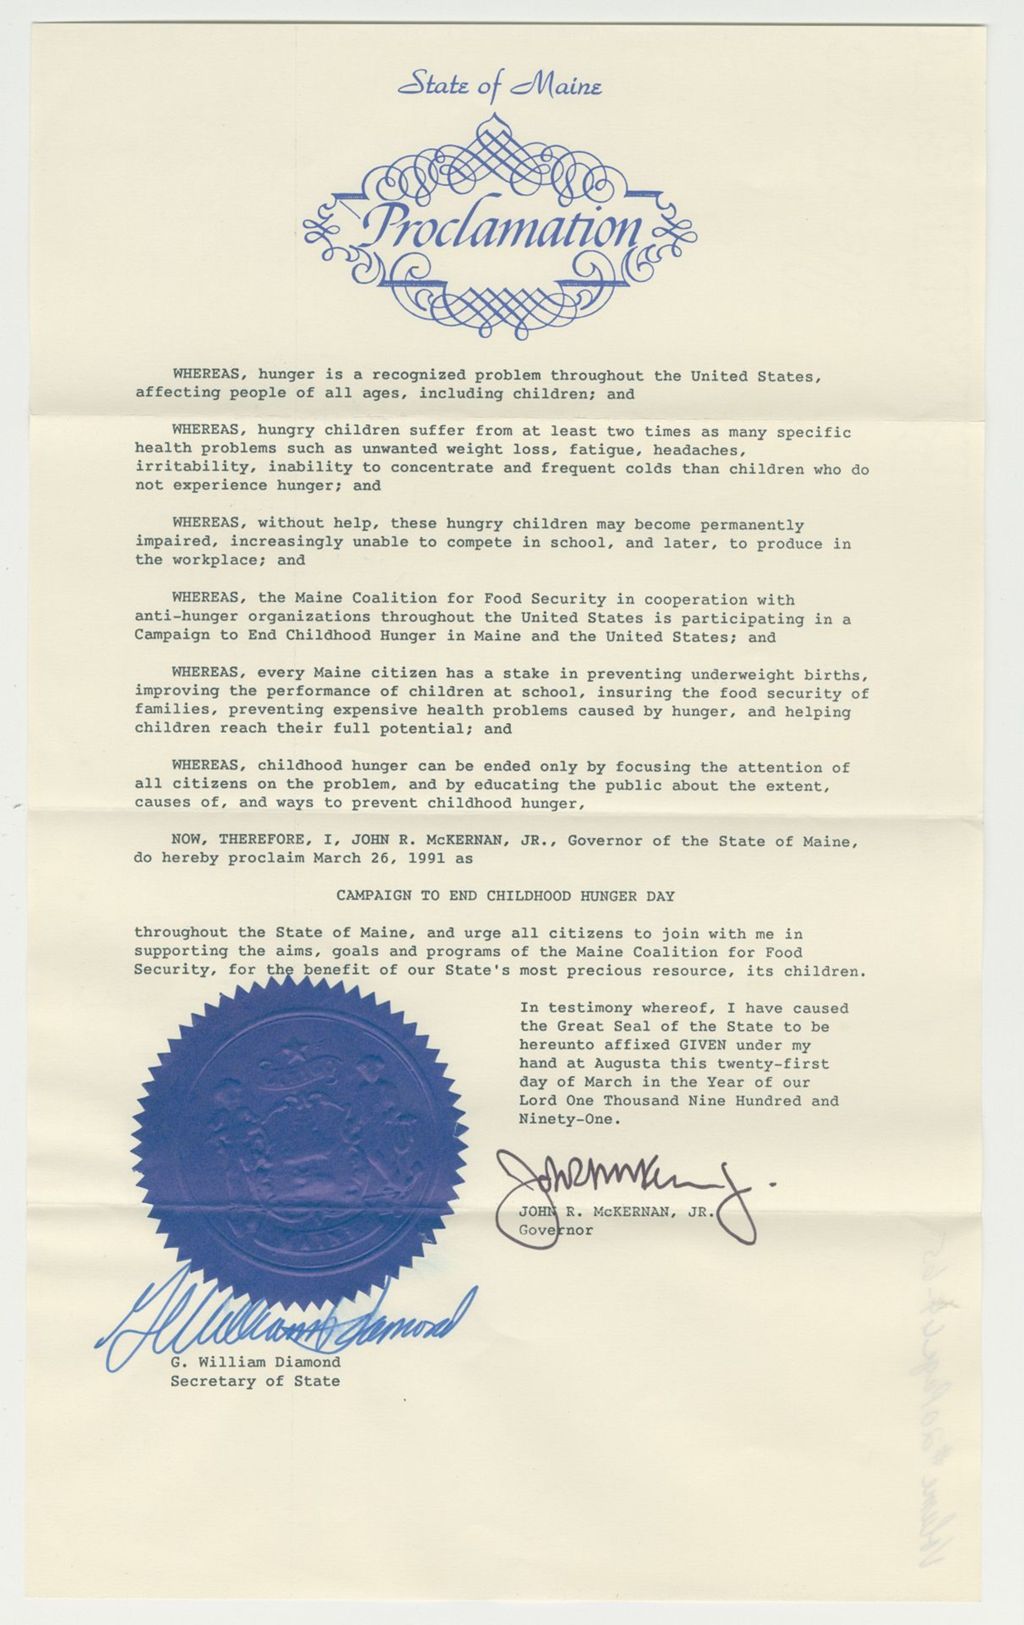 State of Maine
Proclamation
WHEREAS, hunger is a recognized problem throughout the United States,
affecting people of all ages, including children; and
WHEREAS, hungry children suffer from at least two times as many specific
health problems such as unwanted weight loss, fatigue, headaches,
irritability, inability to concentrate and frequent colds than children who do
not experience hunger; and
WHEREAS, without help, these hungry children may become permanently
impaired, increasingly unable to compete in school, and later, to produce in
the workplace; and
WHEREAS, the Maine Coalition for Food Security in cooperation with
anti-hunger organizations throughout the United States is participating in a
Campaign to End Childhood Hunger in Maine and the United States; and
WHEREAS, every Maine citizen has a stake in preventing underweight births,
improving the performance of children at school, insuring the food security of
families, preventing expensive health problems caused by hunger, and helping
children reach their full potential; and
WHEREAS, childhood hunger can be ended only by focusing the attention of
all citizens on the problem, and by educating the public about the extent,
causes of, and ways to prevent childhood hunger,
NOW, THEREFORE, I, JOHN R. McKERNAN, JR., Governor of the State of Maine,
do hereby proclaim March 26, 1991 as
CAMPAIGN TO END CHILDHOOD HUNGER DAY
throughout the State of Maine, and urge all citizens to join with me in
supporting the aims, goals and programs of the Maine Coalition for Food
Security, for the benefit of our State's most precious resource, its children.
In testimony whereof, I have caused
the Great Seal of the State to be
hereunto affixed GIVEN under my
hand at Augusta this twenty-first
day of March in the Year of our
Lord One Thousand Nine Hundred and
Ninety-One.
John R McKernan Jr.
JOHN R. McKERNAN, JR.
Governor
G William Diamond
G. William Diamond
Secretary of State